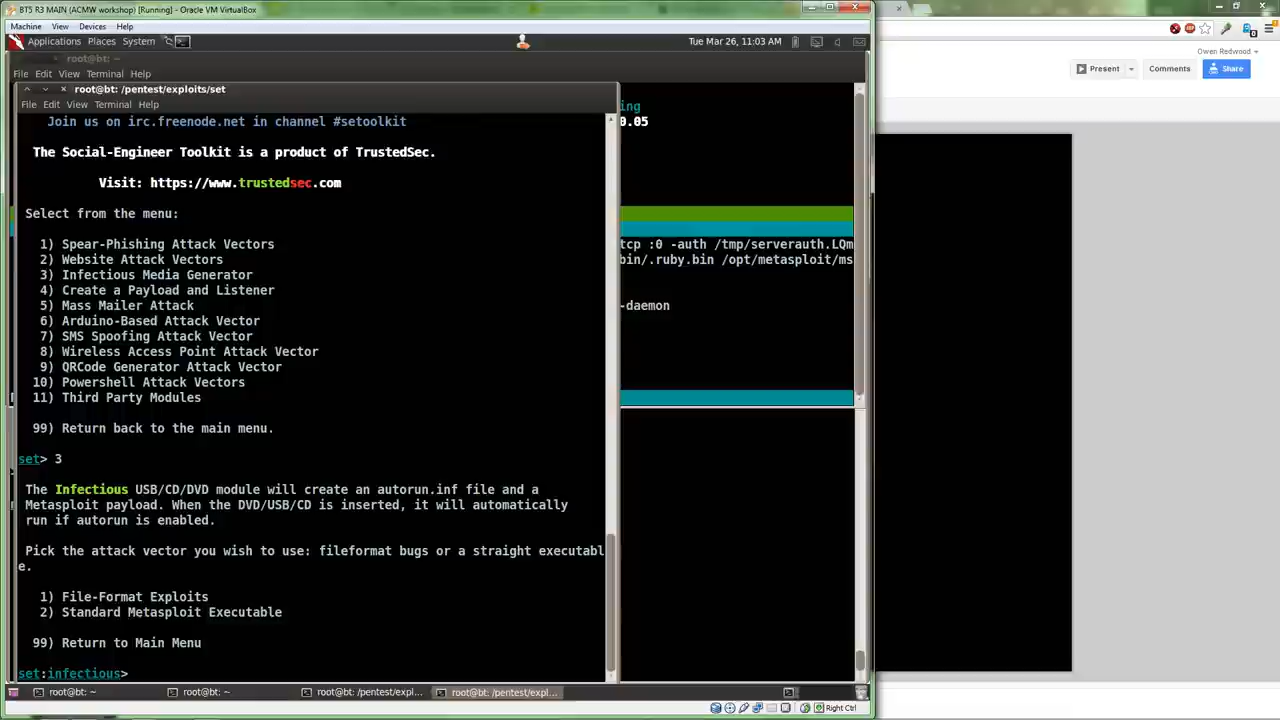 BT5 R3 MAIN (ACMW workshop) [Running] - Oracle VM VirtualBox
Machine View Devices Help
Applications Places System
Tue Mar 26, 11:03 AM
root@bt: ~
File Edit View Terminal Help
root@bt: /pentest/exploits/set
File Edit View Terminal Help
Join us on irc.freenode.net in channel #setoolkit
The Social-Engineer Toolkit is a product of TrustedSec.
Visit: https://www.trustedsec.com
Select from the menu:
1) Spear-Phishing Attack Vectors
2) Website Attack Vectors
3) Infectious Media Generator
4) Create a Payload and Listener
5) Mass Mailer Attack
6) Arduino-Based Attack Vector
7) SMS Spoofing Attack Vector
8) Wireless Access Point Attack Vector
9) QRCode Generator Attack Vector
10) Powershell Attack Vectors
11) Third Party Modules
99) Return back to the main menu.
set> 3
The Infectious USB/CD/DVD module will create an autorun.inf file and a
Metasploit payload. When the DVD/USB/CD is inserted, it will automatically
run if autorun is enabled.
Pick the attack vector you wish to use: fileformat bugs or a straight executabl
e.
1) File-Format Exploits
2) Standard Metasploit Executable
99) Return to Main Menu
set:infectious>
ing
0.05
tcp :0 -auth /tmp/serverauth.LQm
bin/.ruby.bin /opt/metasploit/ms
-daemon
root@bt: ~
root@bt: ~
root@bt: /pentest/expl...
root@bt: /pentest/expl...
Right Ctrl
Owen Redwood
Present
Comments
Share